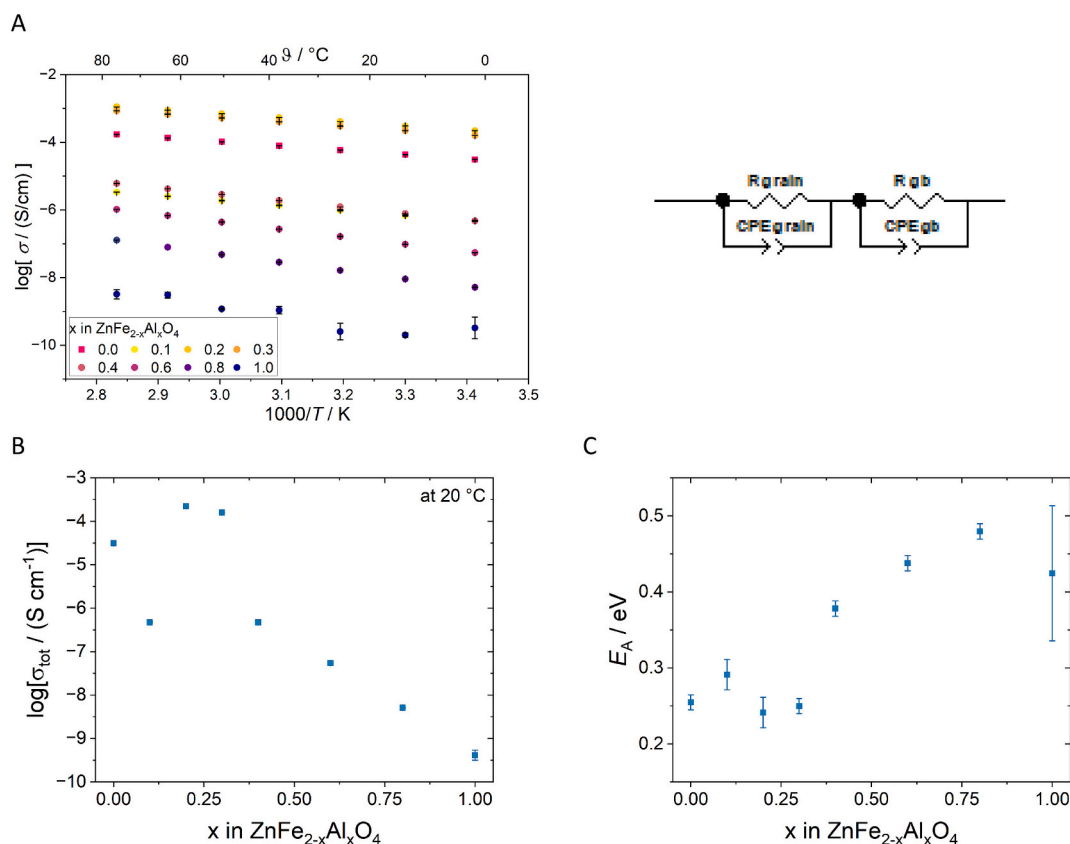 A
ϑ / °C
80 60 40 20 0
−2
−4
−6
−8
−10
log[ σ / (S/cm) ]
x in ZnFe2-xAlxO4
0.0 0.1 0.2 0.3
0.4 0.6 0.8 1.0
2.8 2.9 3.0 3.1 3.2 3.3 3.4 3.5
1000/T / K
Rgrain Rgb
CPEgrain CPEgb
B
−3
−4
−5
−6
−7
−8
−9
−10
log[σtot / (S cm-1)]
at 20 °C
0.00 0.25 0.50 0.75 1.00
x in ZnFe2-xAlxO4
C
0.5
0.4
0.3
0.2
EA / eV
0.00 0.25 0.50 0.75 1.00
x in ZnFe2-xAlxO4